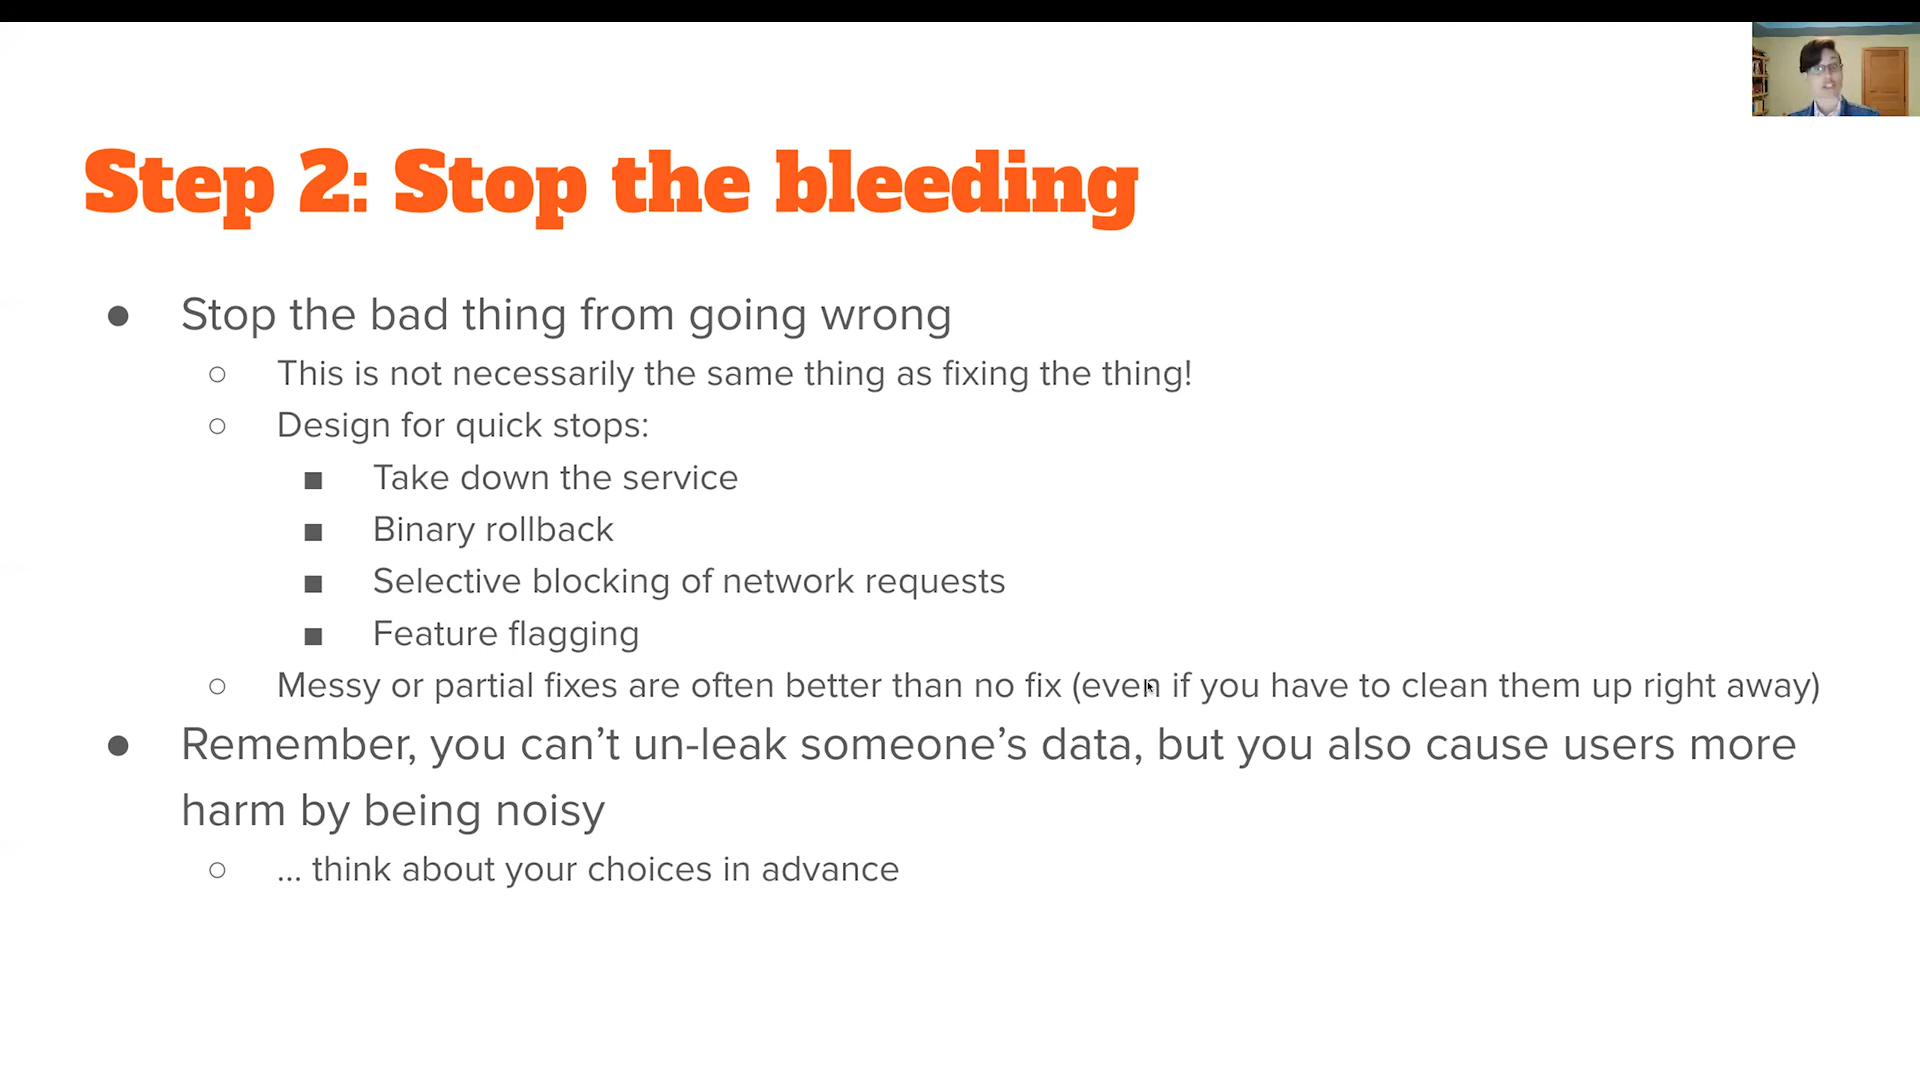 Step 2: Stop the bleeding
● Stop the bad thing from going wrong
○ This is not necessarily the same thing as fixing the thing!
○ Design for quick stops:
■ Take down the service
■ Binary rollback
■ Selective blocking of network requests
■ Feature flagging
○ Messy or partial fixes are often better than no fix (even if you have to clean them up right away)
● Remember, you can’t un-leak someone’s data, but you also cause users more
harm by being noisy
○ ... think about your choices in advance